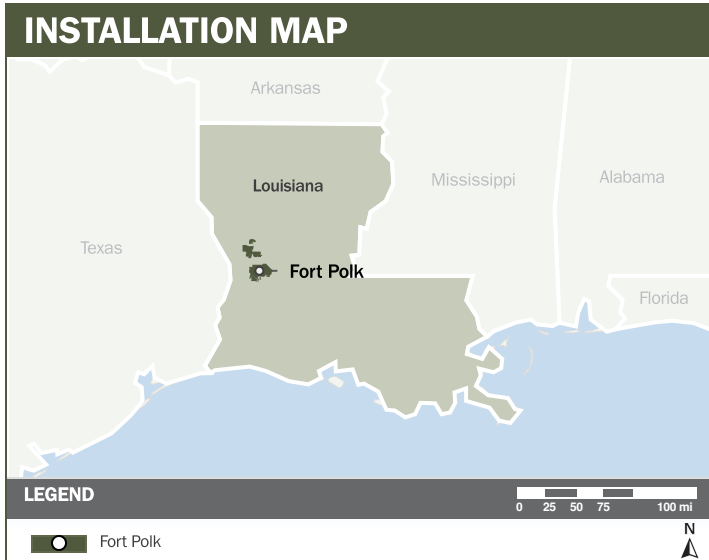 INSTALLATION MAP
Arkansas
Louisiana
Mississippi
Alabama
Texas
Fort Polk
Florida
LEGEND
0 25 50 75 100 mi
Fort Polk
N